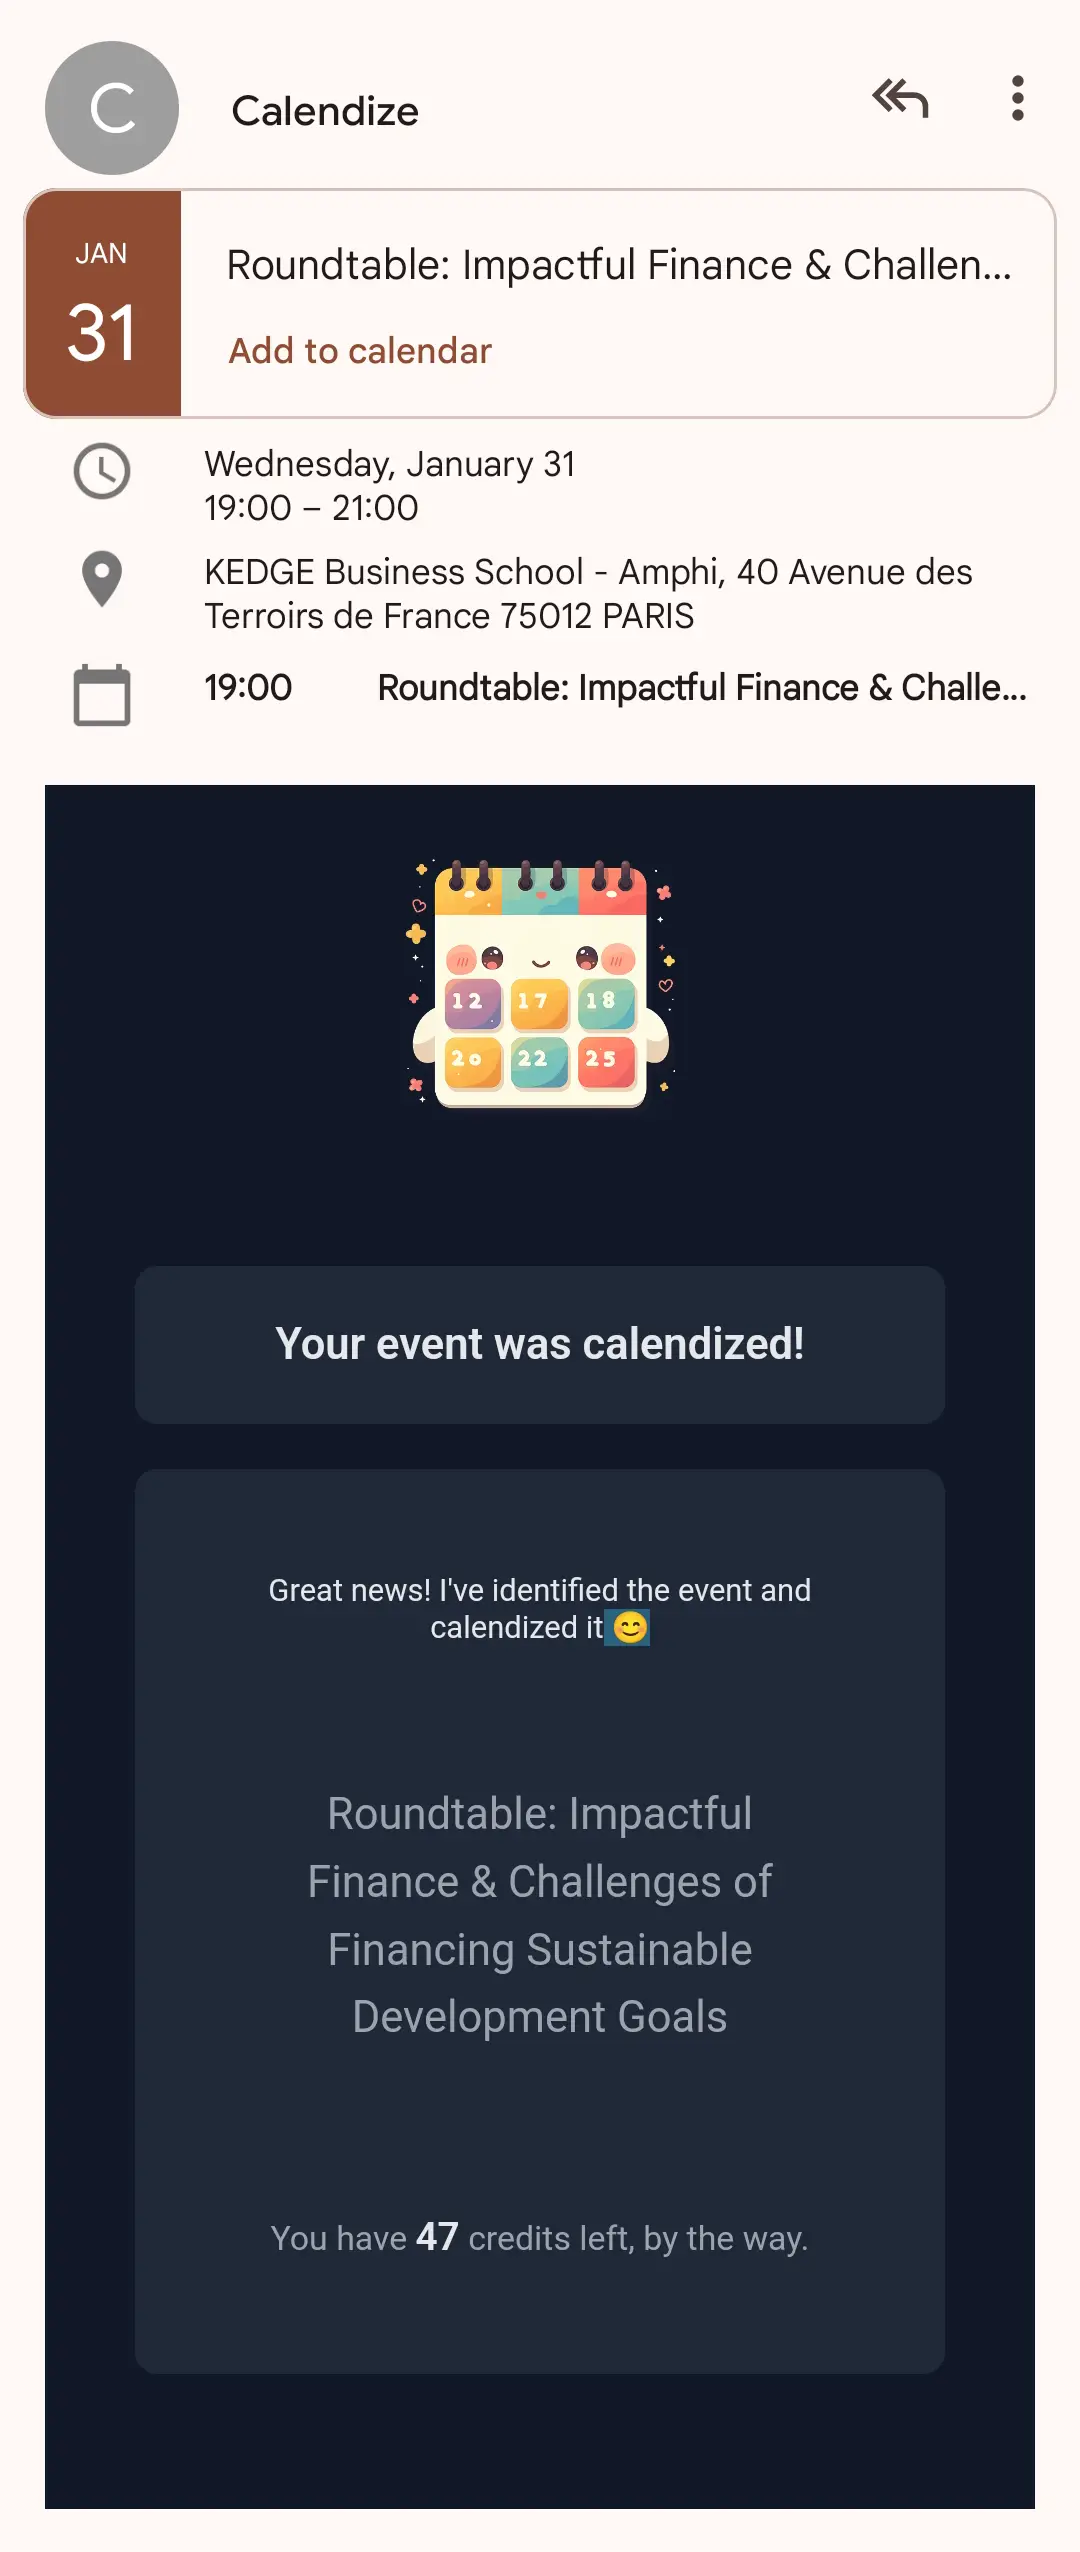 C
Calendize
JAN
31
Roundtable: Impactful Finance & Challen...
Add to calendar
Wednesday, January 31
19:00 – 21:00
KEDGE Business School - Amphi, 40 Avenue des
Terroirs de France 75012 PARIS
19:00 Roundtable: Impactful Finance & Challe...
12 17 18
20 22 25
Your event was calendized!
Great news! I've identified the event and
calendized it 😊
Roundtable: Impactful
Finance & Challenges of
Financing Sustainable
Development Goals
You have 47 credits left, by the way.